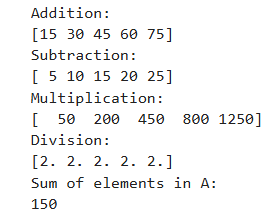 Addition:
[15 30 45 60 75]
Subtraction:
[ 5 10 15 20 25]
Multiplication:
[  50  200  450  800 1250]
Division:
[2. 2. 2. 2. 2.]
Sum of elements in A:
150